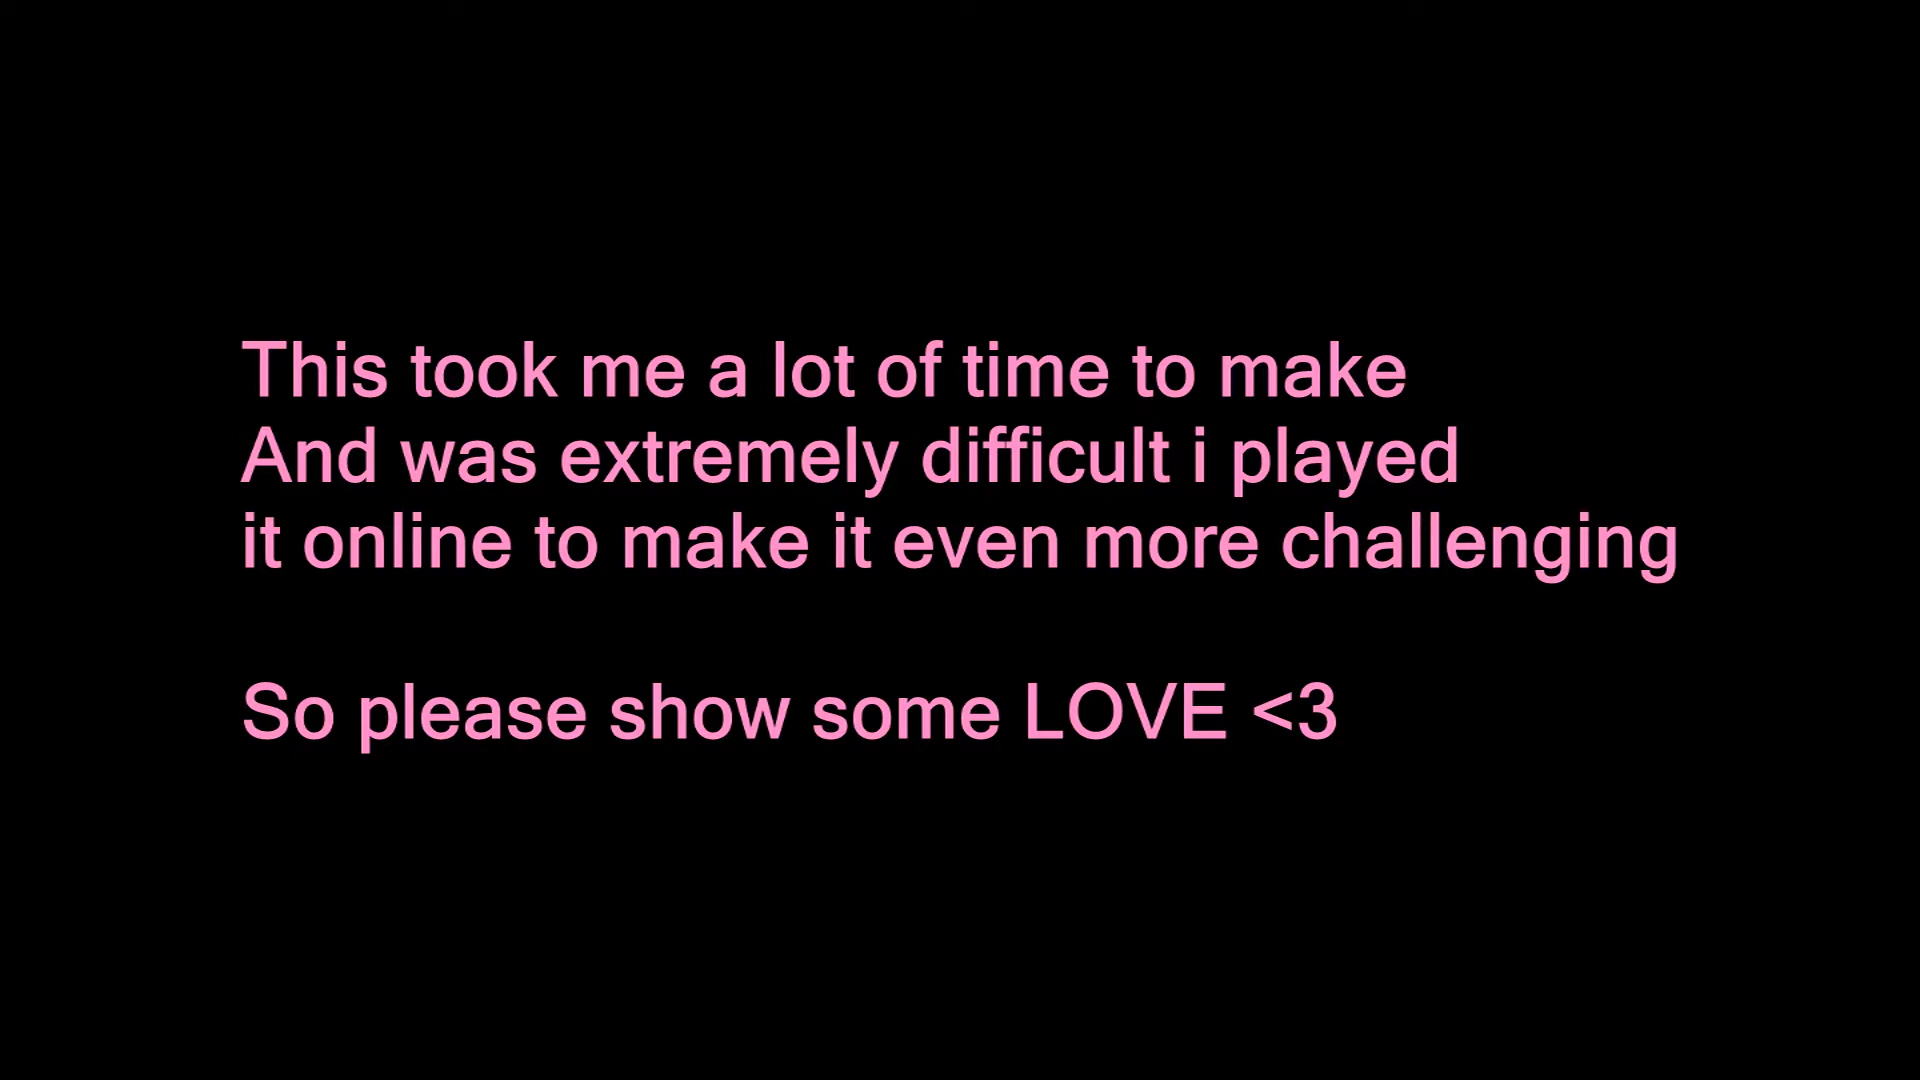 This took me a lot of time to make
And was extremely difficult i played
it online to make it even more challenging
So please show some LOVE <3